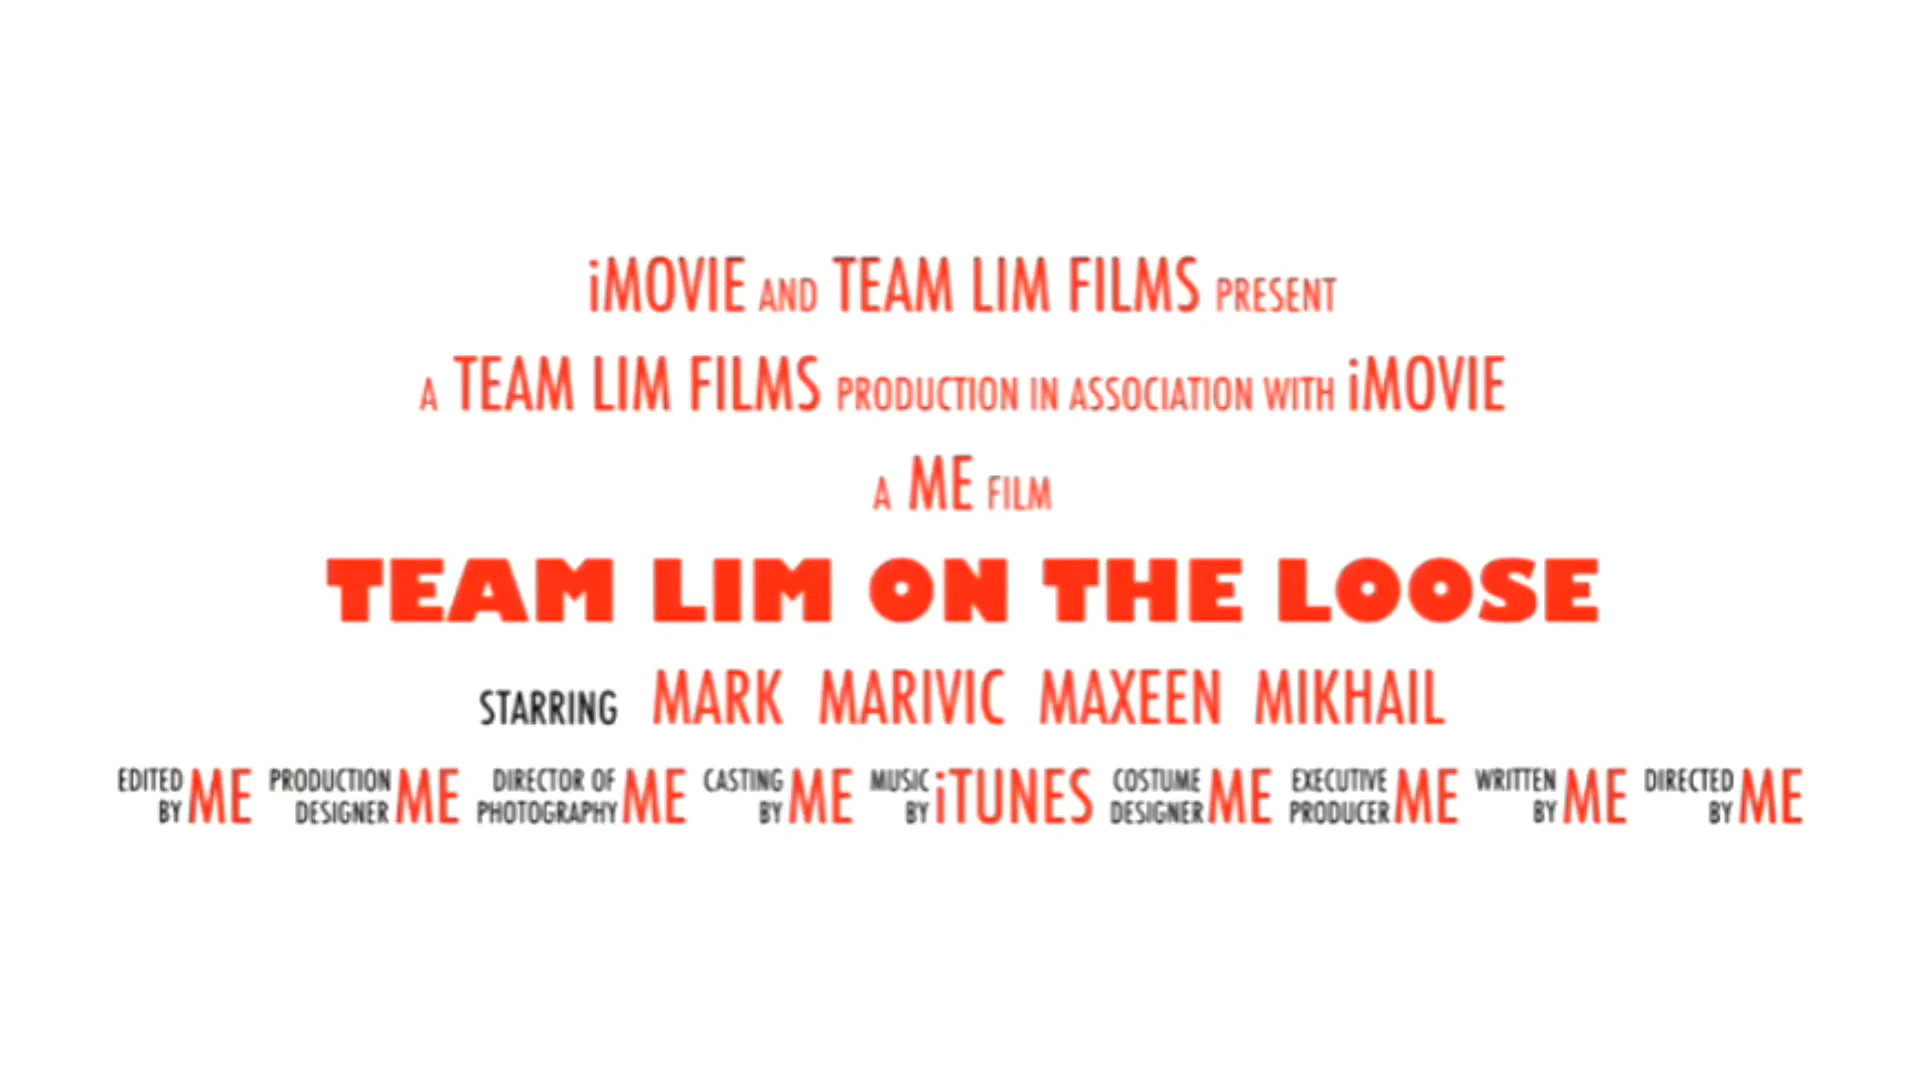 iMOVIE AND TEAM LIM FILMS PRESENT
A TEAM LIM FILMS PRODUCTION IN ASSOCIATION WITH iMOVIE
A ME FILM
TEAM LIM ON THE LOOSE
STARRING MARK MARIVIC MAXEEN MIKHAIL
EDITED BY ME PRODUCTION DESIGNER ME DIRECTOR OF PHOTOGRAPHY ME CASTING BY ME MUSIC BY iTUNES COSTUME DESIGNER ME EXECUTIVE PRODUCER ME WRITTEN BY ME DIRECTED BY ME